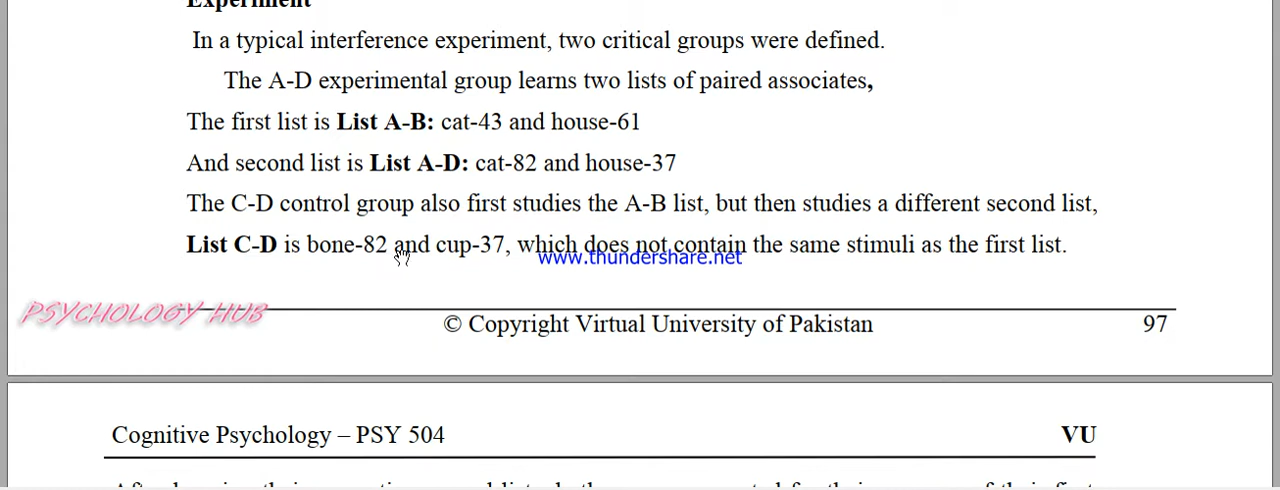 Experiment
In a typical interference experiment, two critical groups were defined.
The A-D experimental group learns two lists of paired associates,
The first list is List A-B: cat-43 and house-61
And second list is List A-D: cat-82 and house-37
The C-D control group also first studies the A-B list, but then studies a different second list,
List C-D is bone-82 and cup-37, which does not contain the same stimuli as the first list.
www.thundershare.net
PSYCHOLOGY HUB
© Copyright Virtual University of Pakistan 97
Cognitive Psychology – PSY 504 VU